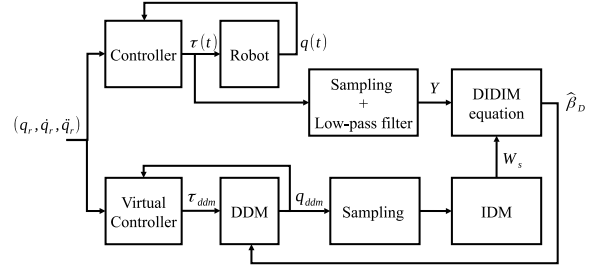 Controller
τ(t)
Robot
q(t)
(q_r, q̇_r, q̈_r)
Sampling
+
Low-pass filter
Y
DIDIM
equation
β̂_D
W_s
Virtual
Controller
τ_ddm
DDM
q_ddm
Sampling
IDM